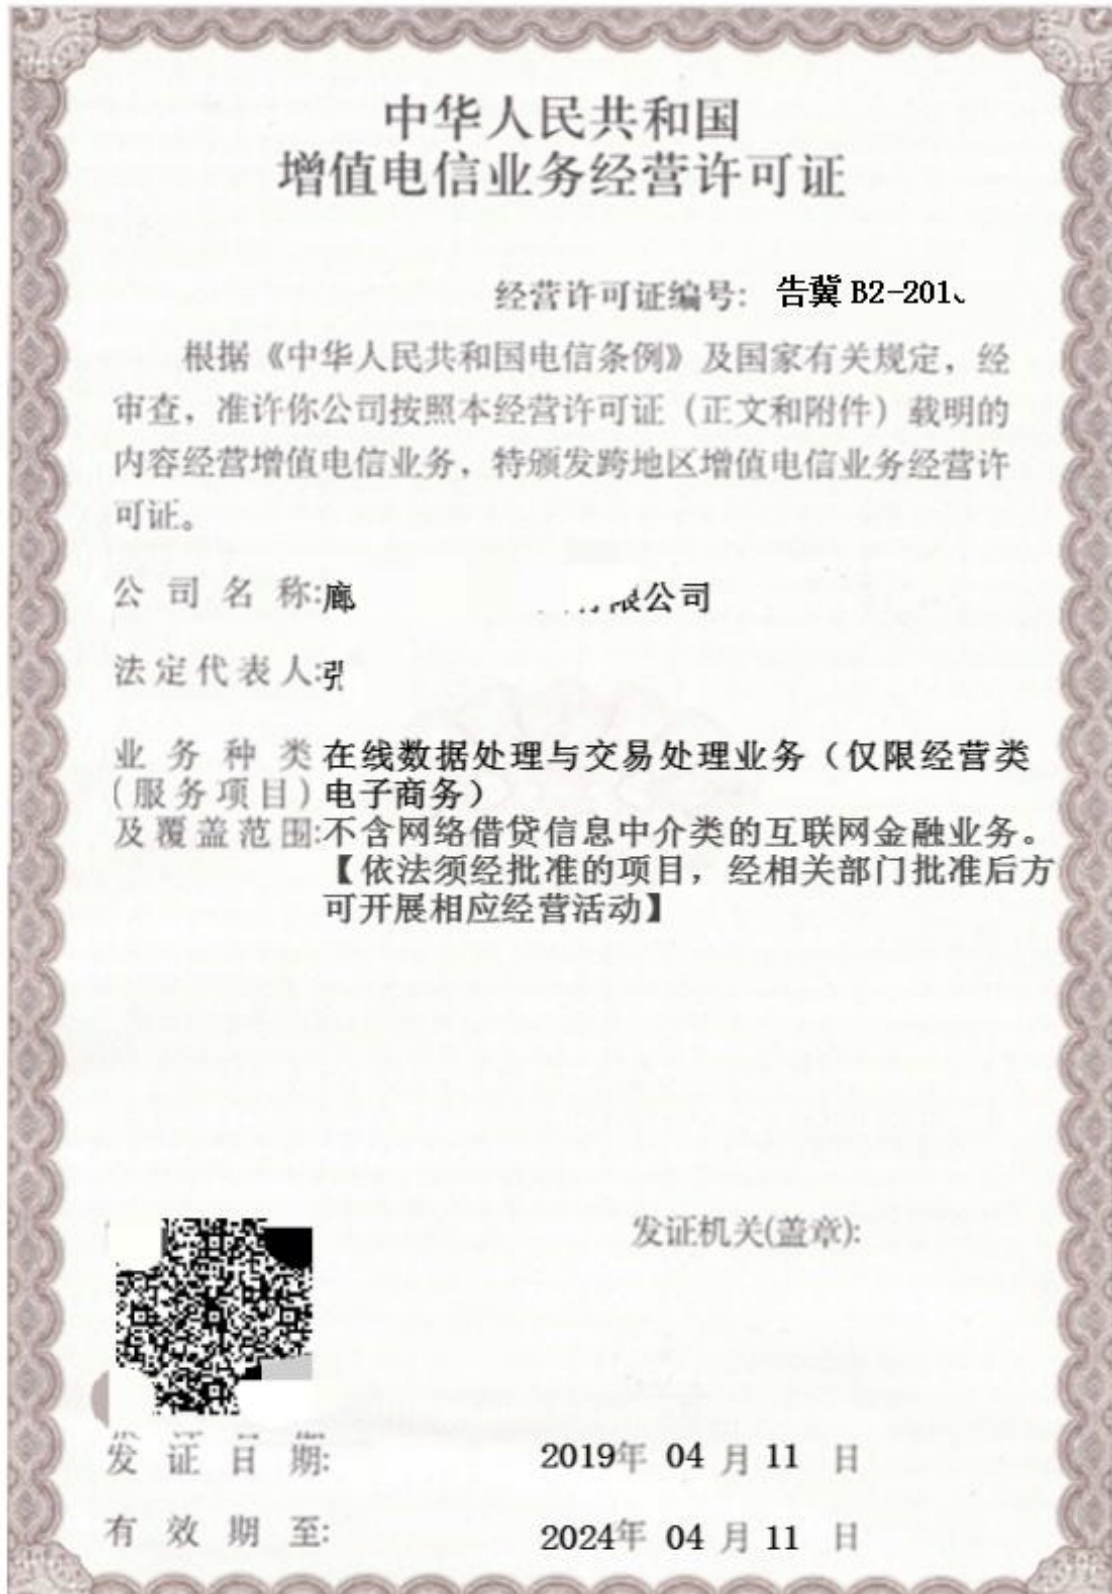 中华人民共和国
增值电信业务经营许可证
经营许可证编号: 告冀 B2-201
根据《中华人民共和国电信条例》及国家有关规定，经
审查，准许你公司按照本经营许可证（正文和附件）载明的
内容经营增值电信业务，特颁发跨地区增值电信业务经营许
可证。
公司名称:廊 限公司
法定代表人:
业务种类 在线数据处理与交易处理业务（仅限经营类
(服务项目) 电子商务）
及覆盖范围:不含网络借贷信息中介类的互联网金融业务。
【依法须经批准的项目，经相关部门批准后方
可开展相应经营活动】
发证机关(盖章):
发证日期: 2019年 04 月 11 日
有效期至: 2024年 04 月 11 日